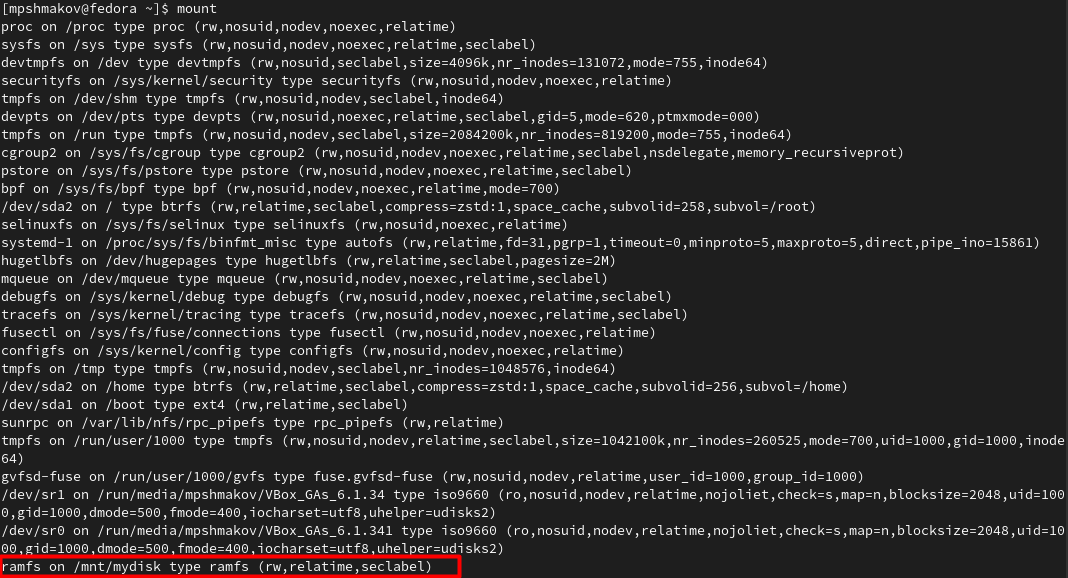 [mpshmakov@fedora ~]$ mount
proc on /proc type proc (rw,nosuid,nodev,noexec,relatime)
sysfs on /sys type sysfs (rw,nosuid,nodev,noexec,relatime,seclabel)
devtmpfs on /dev type devtmpfs (rw,nosuid,seclabel,size=4096k,nr_inodes=131072,mode=755,inode64)
securityfs on /sys/kernel/security type securityfs (rw,nosuid,nodev,noexec,relatime)
tmpfs on /dev/shm type tmpfs (rw,nosuid,nodev,seclabel,inode64)
devpts on /dev/pts type devpts (rw,nosuid,noexec,relatime,seclabel,gid=5,mode=620,ptmxmode=000)
tmpfs on /run type tmpfs (rw,nosuid,nodev,seclabel,size=2084200k,nr_inodes=819200,mode=755,inode64)
cgroup2 on /sys/fs/cgroup type cgroup2 (rw,nosuid,nodev,noexec,relatime,seclabel,nsdelegate,memory_recursiveprot)
pstore on /sys/fs/pstore type pstore (rw,nosuid,nodev,noexec,relatime,seclabel)
bpf on /sys/fs/bpf type bpf (rw,nosuid,nodev,noexec,relatime,mode=700)
/dev/sda2 on / type btrfs (rw,relatime,seclabel,compress=zstd:1,space_cache,subvolid=258,subvol=/root)
selinuxfs on /sys/fs/selinux type selinuxfs (rw,nosuid,noexec,relatime)
systemd-1 on /proc/sys/fs/binfmt_misc type autofs (rw,relatime,fd=31,pgrp=1,timeout=0,minproto=5,maxproto=5,direct,pipe_ino=15861)
hugetlbfs on /dev/hugepages type hugetlbfs (rw,relatime,seclabel,pagesize=2M)
mqueue on /dev/mqueue type mqueue (rw,nosuid,nodev,noexec,relatime,seclabel)
debugfs on /sys/kernel/debug type debugfs (rw,nosuid,nodev,noexec,relatime,seclabel)
tracefs on /sys/kernel/tracing type tracefs (rw,nosuid,nodev,noexec,relatime,seclabel)
fusectl on /sys/fs/fuse/connections type fusectl (rw,nosuid,nodev,noexec,relatime)
configfs on /sys/kernel/config type configfs (rw,nosuid,nodev,noexec,relatime)
tmpfs on /tmp type tmpfs (rw,nosuid,nodev,seclabel,nr_inodes=1048576,inode64)
/dev/sda2 on /home type btrfs (rw,relatime,seclabel,compress=zstd:1,space_cache,subvolid=256,subvol=/home)
/dev/sda1 on /boot type ext4 (rw,relatime,seclabel)
sunrpc on /var/lib/nfs/rpc_pipefs type rpc_pipefs (rw,relatime)
tmpfs on /run/user/1000 type tmpfs (rw,nosuid,nodev,relatime,seclabel,size=1042100k,nr_inodes=260525,mode=700,uid=1000,gid=1000,inode
64)
gvfsd-fuse on /run/user/1000/gvfs type fuse.gvfsd-fuse (rw,nosuid,nodev,relatime,user_id=1000,group_id=1000)
/dev/sr1 on /run/media/mpshmakov/VBox_GAs_6.1.34 type iso9660 (ro,nosuid,nodev,relatime,nojoliet,check=s,map=n,blocksize=2048,uid=100
0,gid=1000,dmode=500,fmode=400,iocharset=utf8,uhelper=udisks2)
/dev/sr0 on /run/media/mpshmakov/VBox_GAs_6.1.341 type iso9660 (ro,nosuid,nodev,relatime,nojoliet,check=s,map=n,blocksize=2048,uid=10
00,gid=1000,dmode=500,fmode=400,iocharset=utf8,uhelper=udisks2)
ramfs on /mnt/mydisk type ramfs (rw,relatime,seclabel)